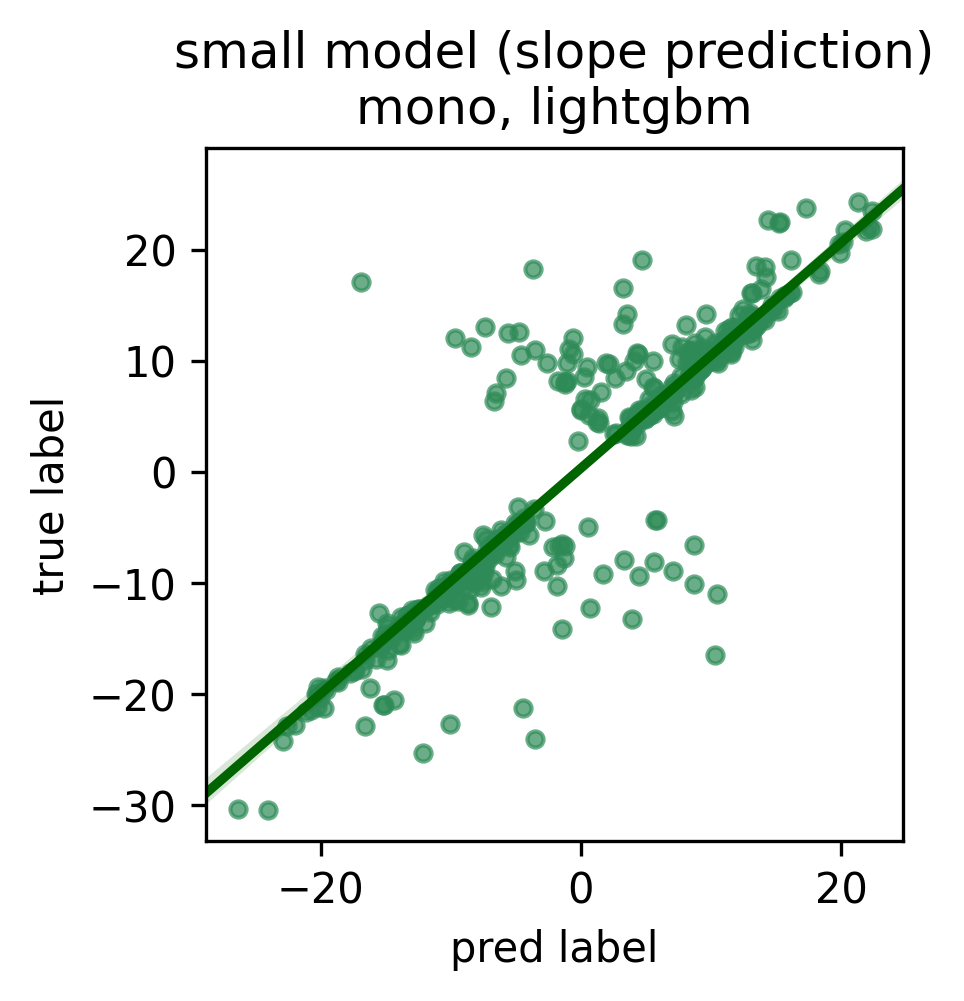 small model (slope prediction)
mono, lightgbm
20
10
0
−10
−20
−30
true label
−20
0
20
pred label